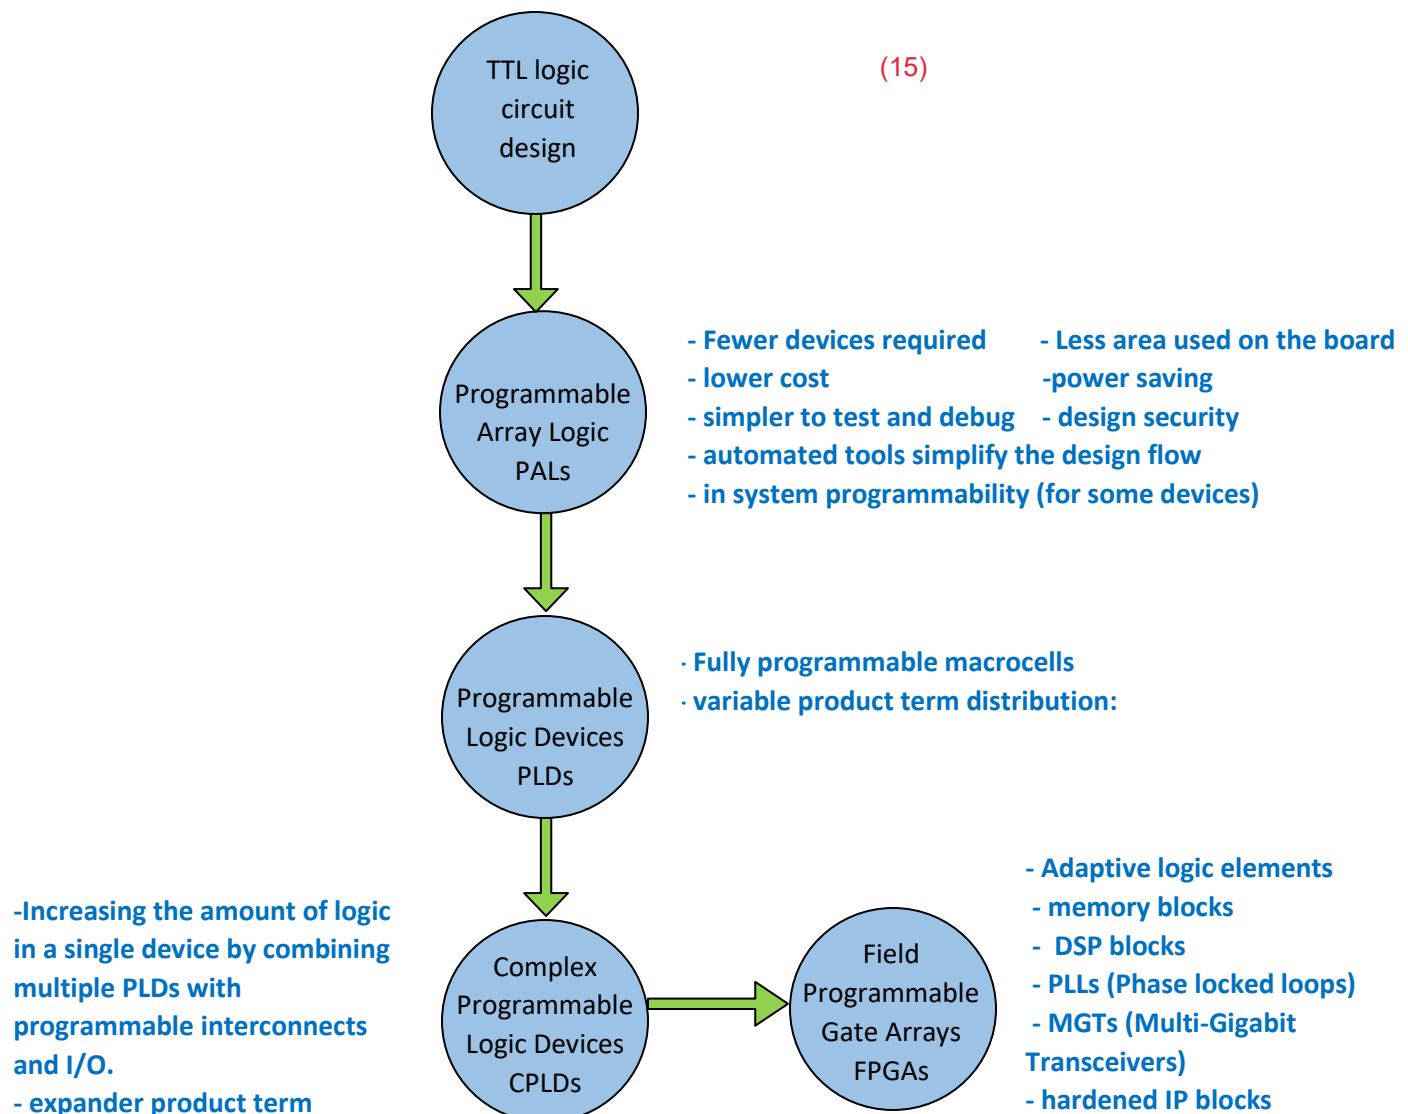 TTL logic
circuit
design
(15)
Programmable
Array Logic
PALs
- Fewer devices required - Less area used on the board
- lower cost -power saving
- simpler to test and debug - design security
- automated tools simplify the design flow
- in system programmability (for some devices)
Programmable
Logic Devices
PLDs
- Fully programmable macrocells
- variable product term distribution:
-Increasing the amount of logic
in a single device by combining
multiple PLDs with
programmable interconnects
and I/O.
- expander product term
Complex
Programmable
Logic Devices
CPLDs
Field
Programmable
Gate Arrays
FPGAs
- Adaptive logic elements
- memory blocks
- DSP blocks
- PLLs (Phase locked loops)
- MGTs (Multi-Gigabit
Transceivers)
- hardened IP blocks